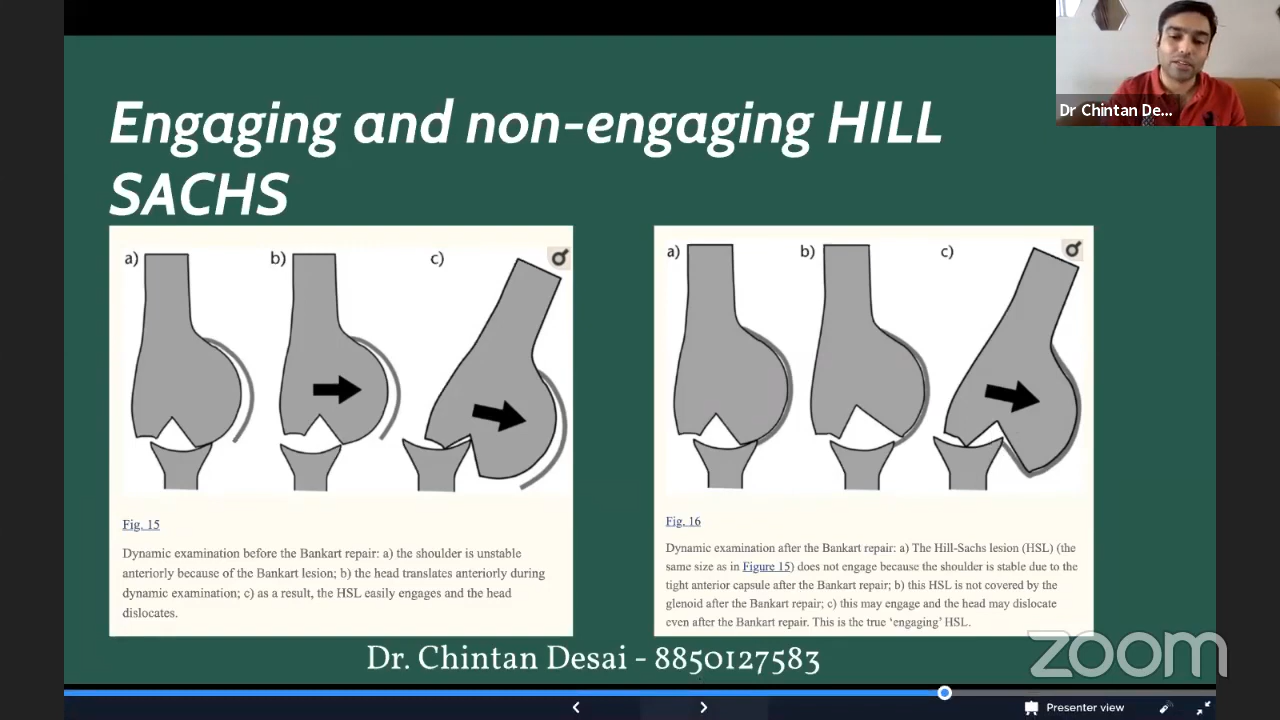 Dr Chintan De...
Engaging and non-engaging HILL
SACHS
a)
b)
c)
Fig. 15
Dynamic examination before the Bankart repair: a) the shoulder is unstable
anteriorly because of the Bankart lesion; b) the head translates anteriorly during
dynamic examination; c) as a result, the HSL easily engages and the head
dislocates.
a)
b)
c)
Fig. 16
Dynamic examination after the Bankart repair: a) The Hill-Sachs lesion (HSL) (the
same size as in Figure 15) does not engage because the shoulder is stable due to the
tight anterior capsule after the Bankart repair; b) this HSL is not covered by the
glenoid after the Bankart repair; c) this may engage and the head may dislocate
even after the Bankart repair. This is the true ‘engaging’ HSL.
Dr. Chintan Desai - 8850127583
zoom
Presenter view